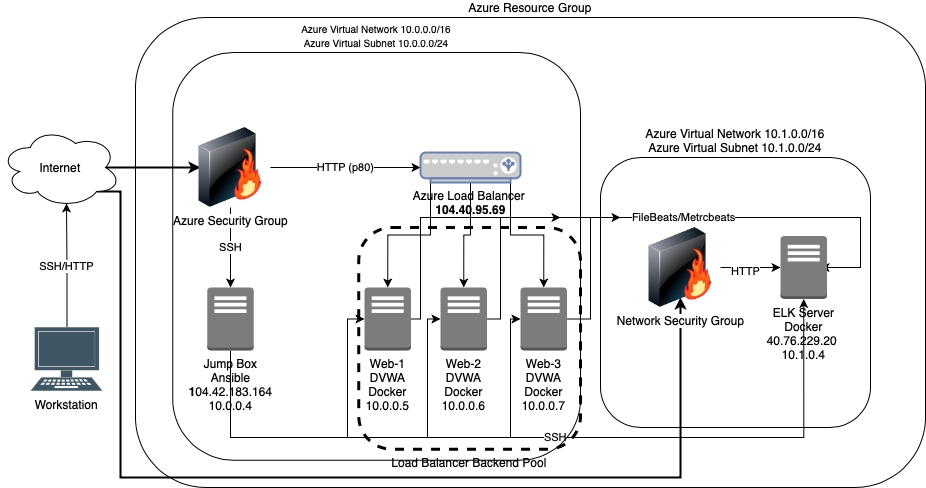 Azure Resource Group
Azure Virtual Network 10.0.0.0/16
Azure Virtual Subnet 10.0.0.0/24
Azure Virtual Network 10.1.0.0/16
Azure Virtual Subnet 10.1.0.0/24
Internet
HTTP (p80)
Azure Load Balancer
104.40.95.69
Azure Security Group
FileBeats/Metrcbeats
SSH
SSH/HTTP
HTTP
Network Security Group
ELK Server
Docker
40.76.229.20
10.1.0.4
Workstation
Jump Box
Ansible
104.42.183.164
10.0.0.4
Web-1
DVWA
Docker
10.0.0.5
Web-2
DVWA
Docker
10.0.0.6
Web-3
DVWA
Docker
10.0.0.7
SSH
Load Balancer Backend Pool